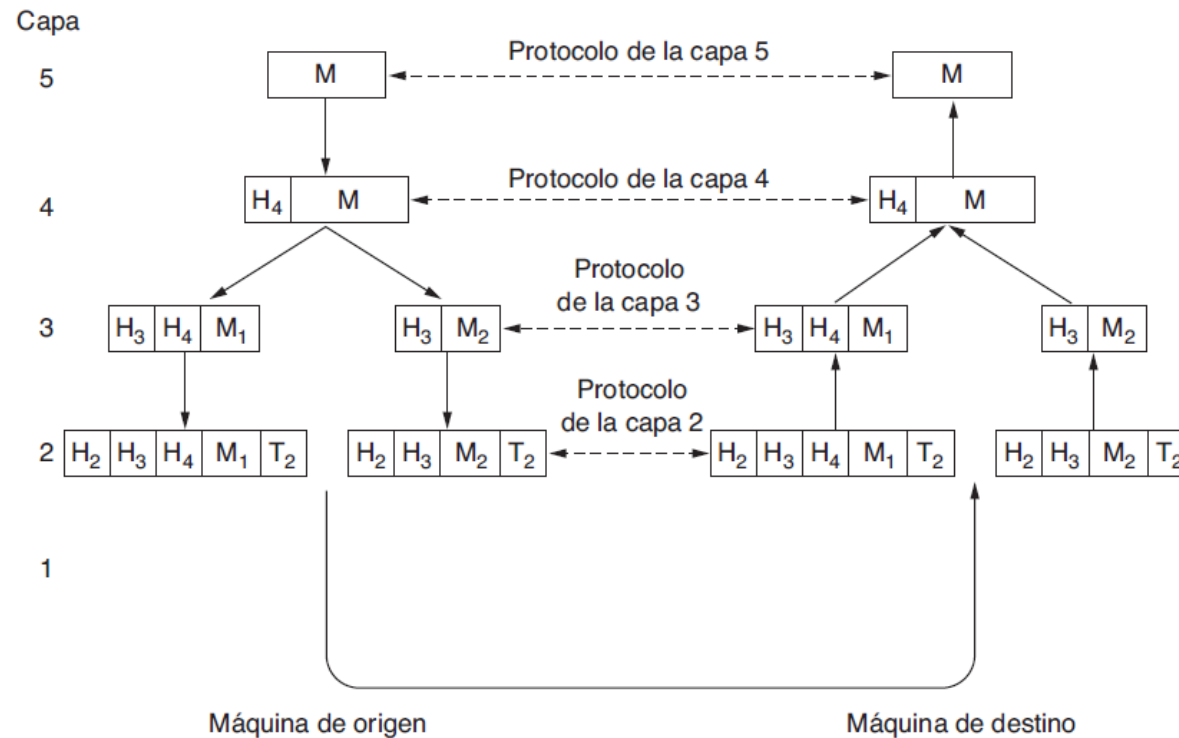 Capa
5
M
Protocolo de la capa 5
M
4
H₄ M
Protocolo de la capa 4
H₄ M
3
H₃ H₄ M₁
H₃ M₂
Protocolo
de la capa 3
H₃ H₄ M₁
H₃ M₂
2
H₂ H₃ H₄ M₁ T₂
H₂ H₃ M₂ T₂
Protocolo
de la capa 2
H₂ H₃ H₄ M₁ T₂
H₂ H₃ M₂ T₂
1
Máquina de origen
Máquina de destino